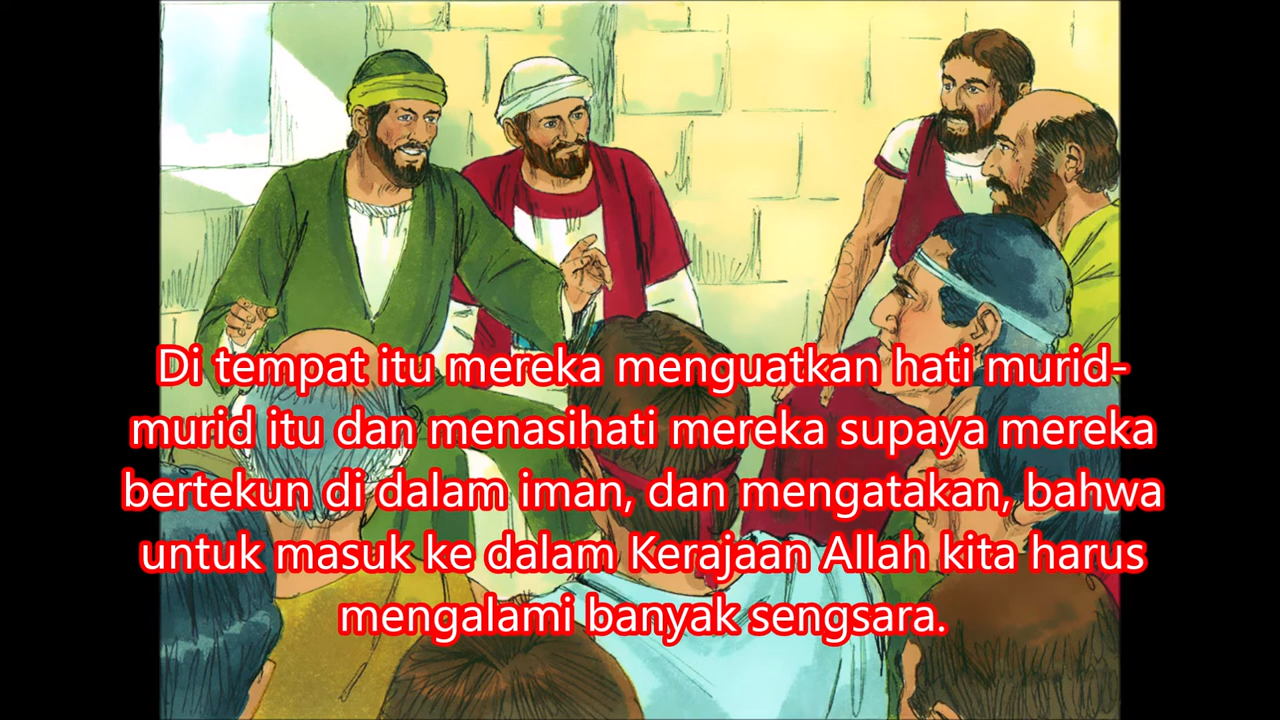 Di tempat itu mereka menguatkan hati murid-
murid itu dan menasihati mereka supaya mereka
bertekun di dalam iman, dan mengatakan, bahwa
untuk masuk ke dalam Kerajaan Allah kita harus
mengalami banyak sengsara.